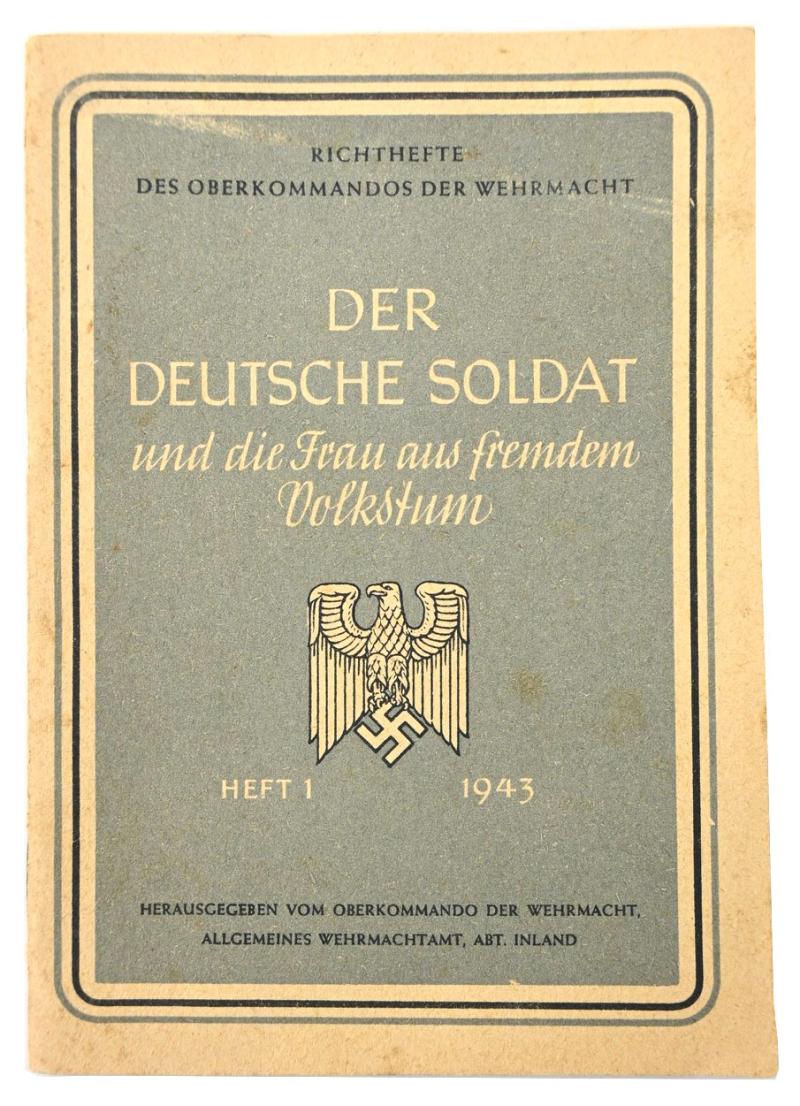 RICHTHEFTE
DES OBERKOMMANDOS DER WEHRMACHT
DER
DEUTSCHE SOLDAT
und die Frau aus fremdem
Volkstum
HEFT 1 1943
HERAUSGEGEBEN VOM OBERKOMMANDO DER WEHRMACHT,
ALLGEMEINES WEHRMACHTAMT, ABT. INLAND